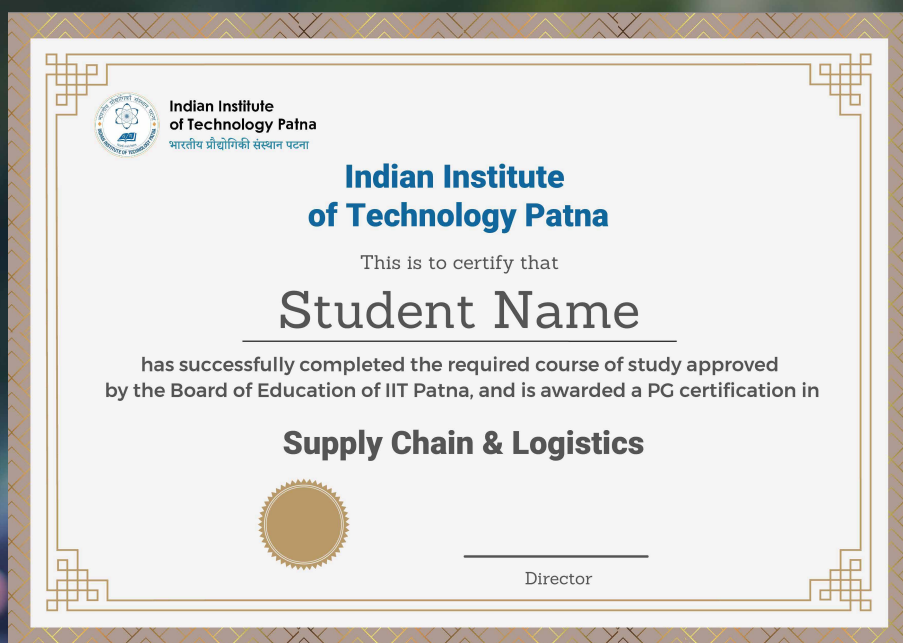 Indian Institute
of Technology Patna
भारतीय प्रौद्योगिकी संस्थान पटना
Indian Institute
of Technology Patna
This is to certify that
Student Name
has successfully completed the required course of study approved
by the Board of Education of IIT Patna, and is awarded a PG certification in
Supply Chain & Logistics
Director